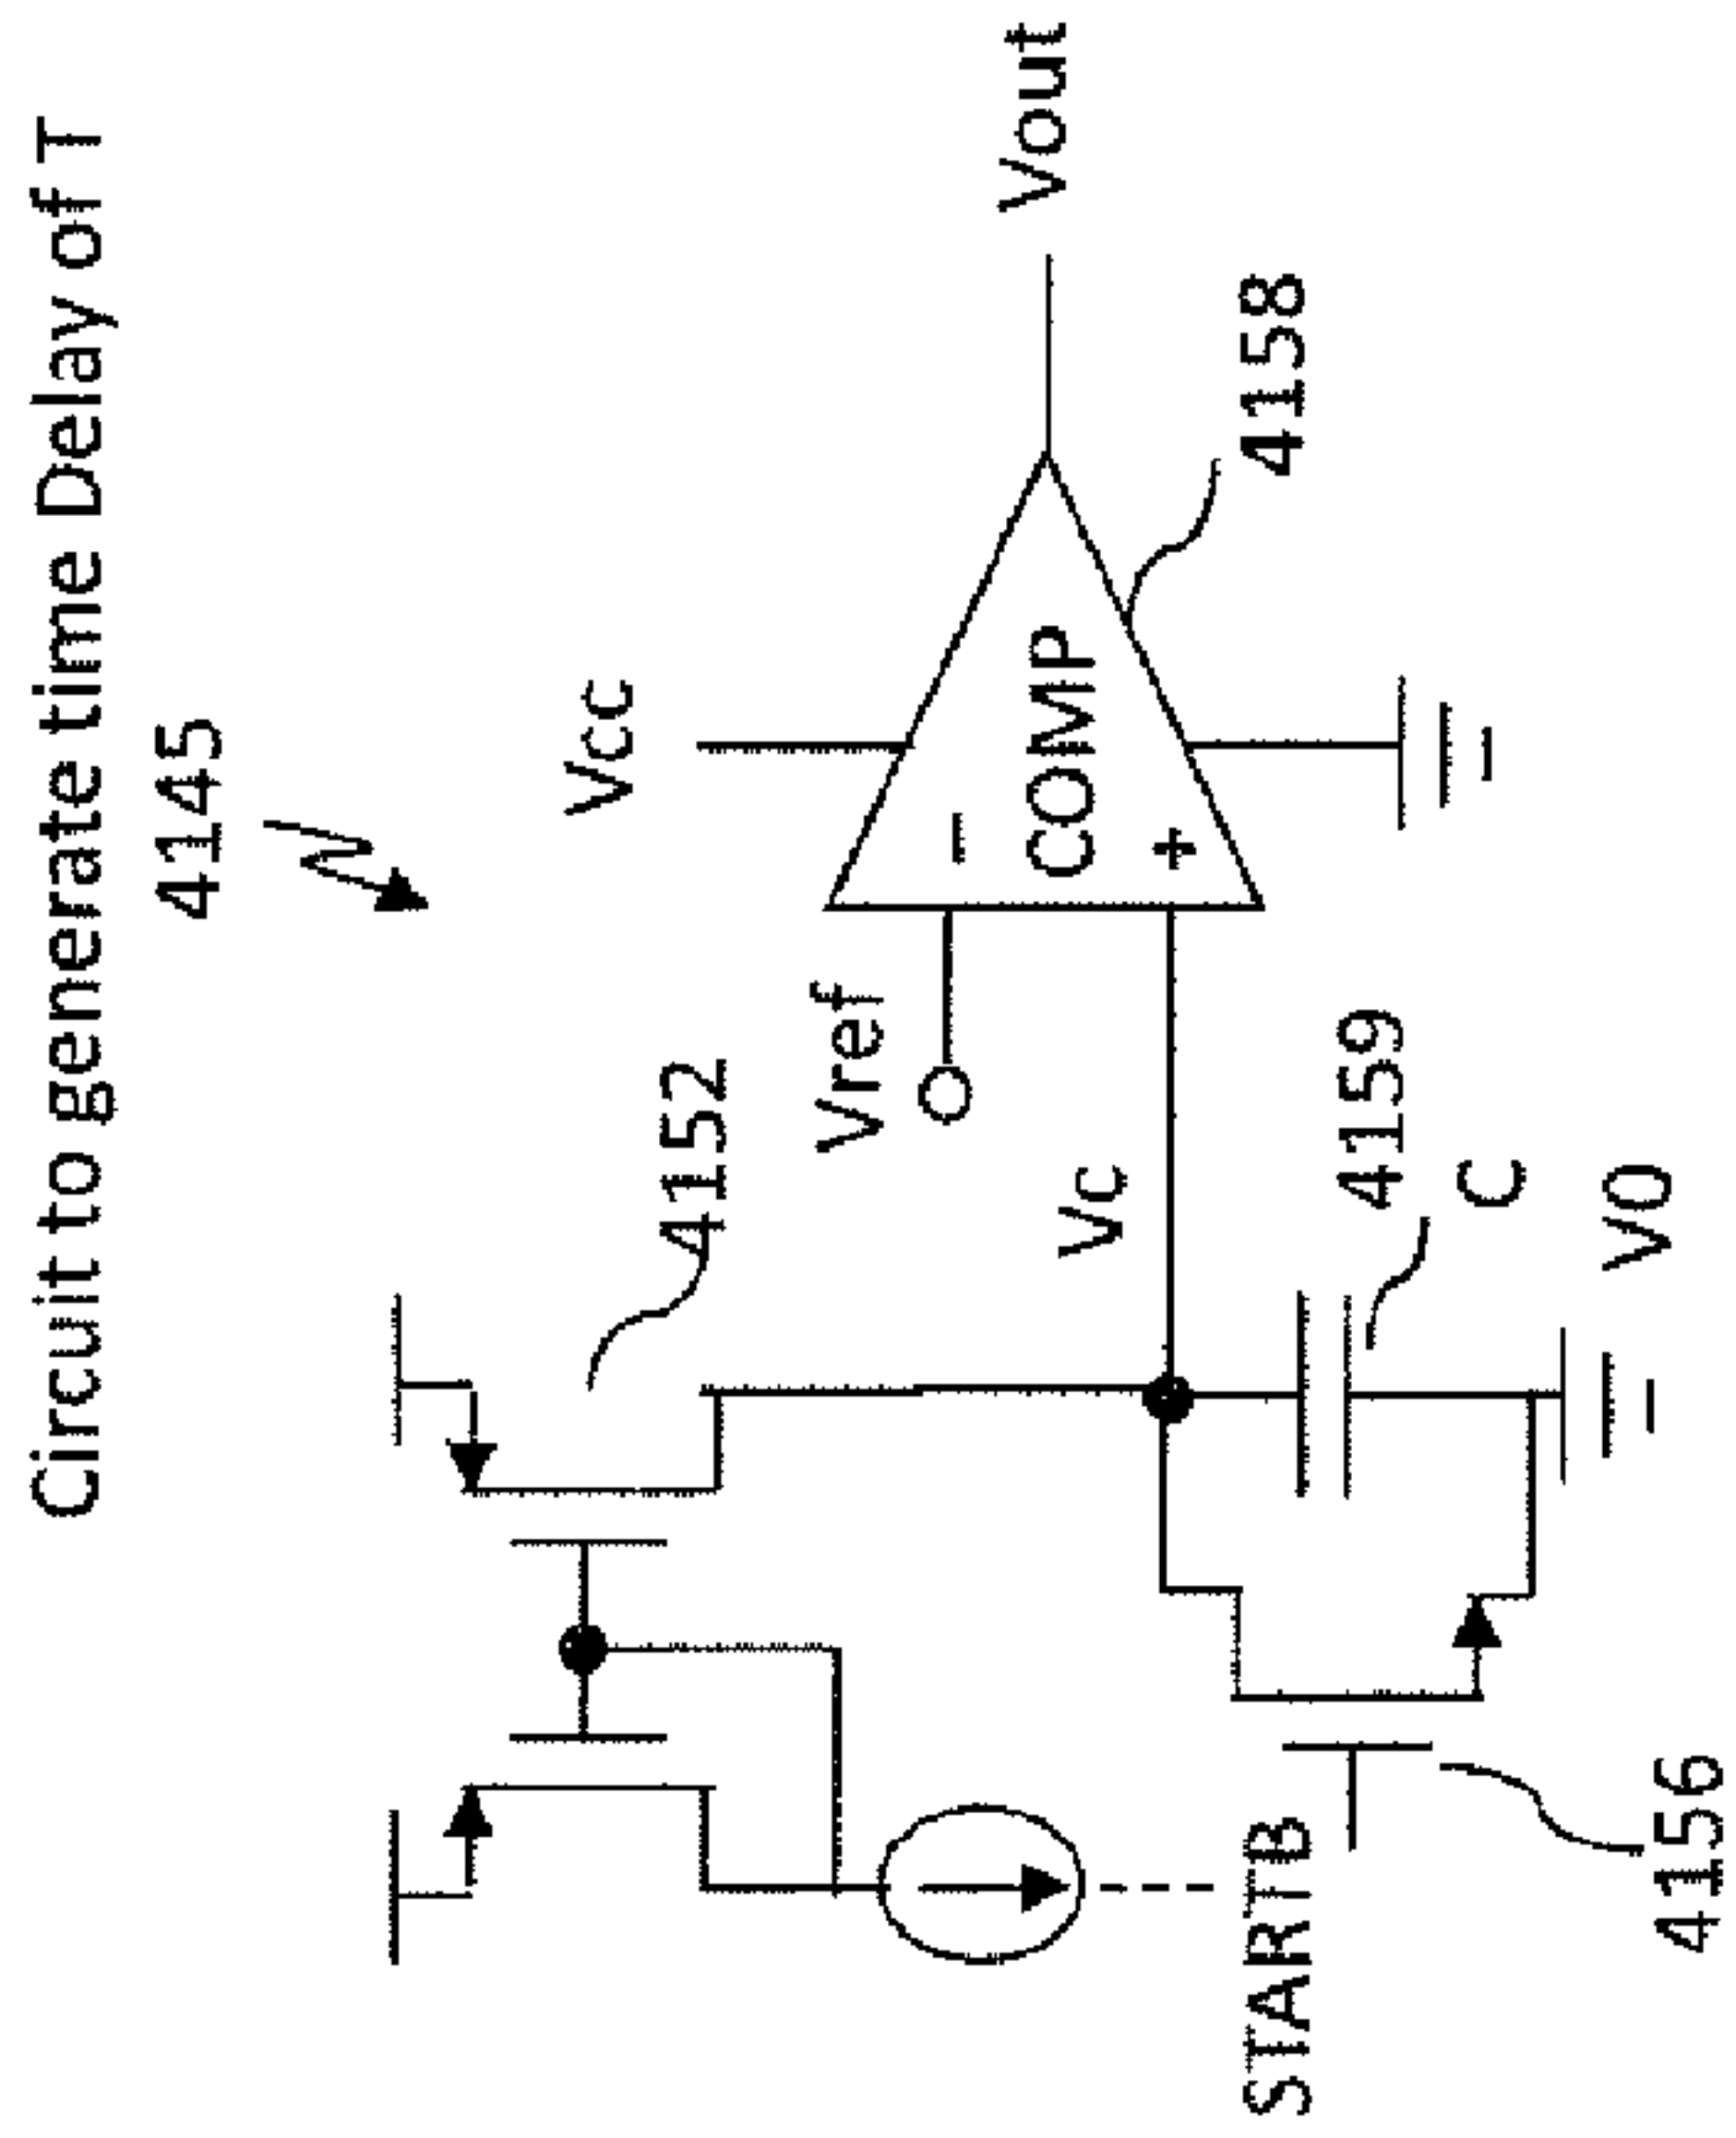 Circuit to generate time Delay of T
4145
4152
Vcc
Vref
−
COMP
+
Vout
Vc
4158
4159
C
STARTB
V0
4156